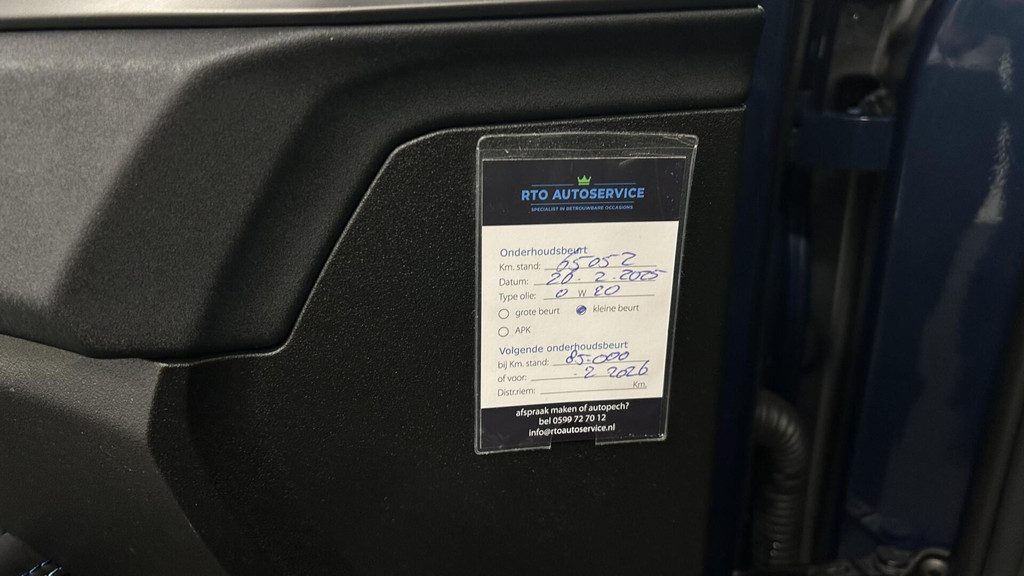 RTO AUTOSERVICE
SPECIALIST IN BETROUWBARE OCCASIONS
Onderhoudsbeurt
Km. stand: 65052
Datum: 20-2-2025
Type olie: 0 W 20
grote beurt kleine beurt
APK
Volgende onderhoudsbeurt
bij Km. stand: 85.000
of voor: -2 2026
Distr.riem: Km.
afspraak maken of autopech?
bel 0599 72 70 12
info@rtoautoservice.nl